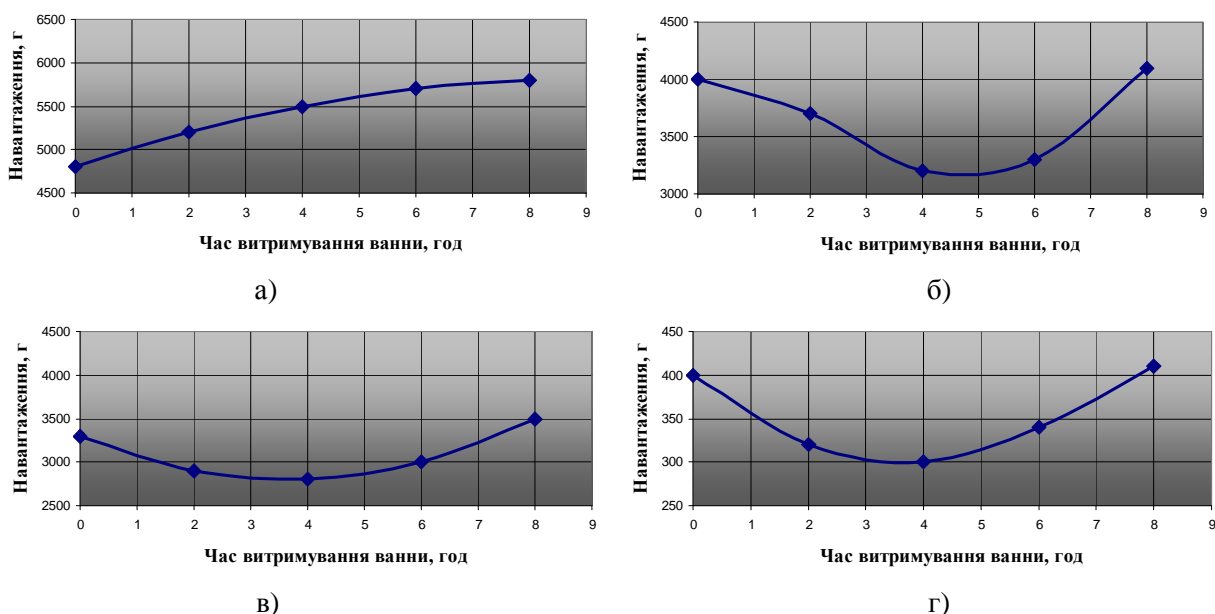 Навантаження, г
6500
6000
5500
5000
4500
0 1 2 3 4 5 6 7 8 9
Час витримування ванни, год
а)
Навантаження, г
4500
4000
3500
3000
0 1 2 3 4 5 6 7 8 9
Час витримування ванни, год
б)
Навантаження, г
4500
4000
3500
3000
2500
0 1 2 3 4 5 6 7 8 9
Час витримування ванни, год
в)
Навантаження, г
450
400
350
300
250
0 1 2 3 4 5 6 7 8 9
Час витримування ванни, год
г)